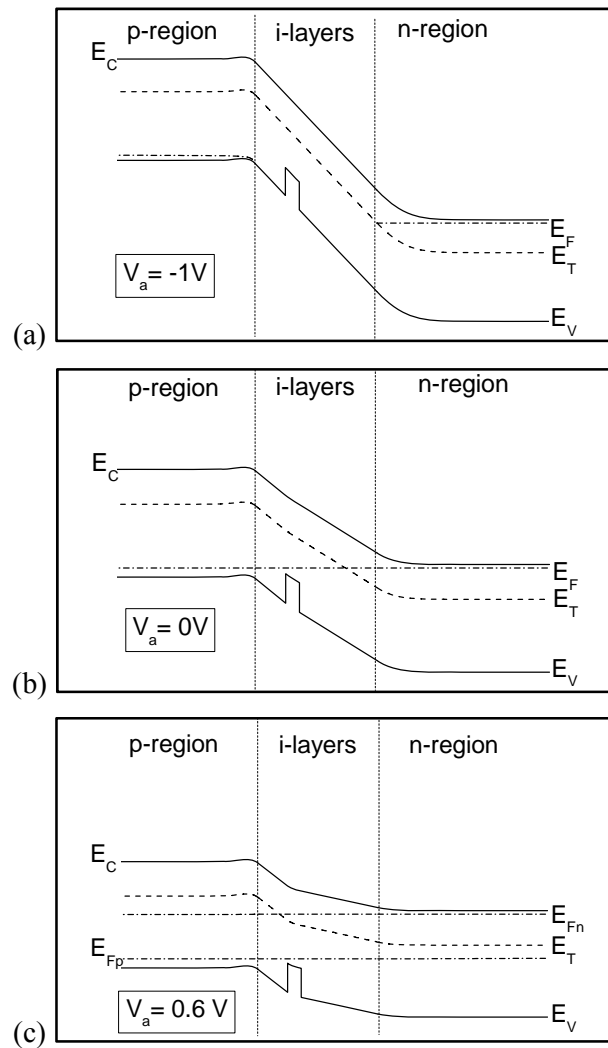 p-region i-layers n-region
E_C
E_F
E_T
V_a= -1V
E_V
(a)
p-region i-layers n-region
E_C
E_F
E_T
V_a= 0V
E_V
(b)
p-region i-layers n-region
E_C
E_Fn
E_Fp
E_T
V_a= 0.6 V
E_V
(c)